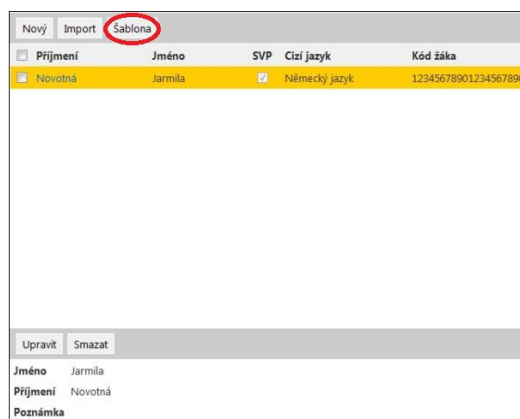 Nový Import Šablona
Příjmení Jméno SVP Cizí jazyk Kód žáka
Novotná Jarmila Německý jazyk 1234567890123456789
Upravit Smazat
Jméno Jarmila
Příjmení Novotná
Poznámka